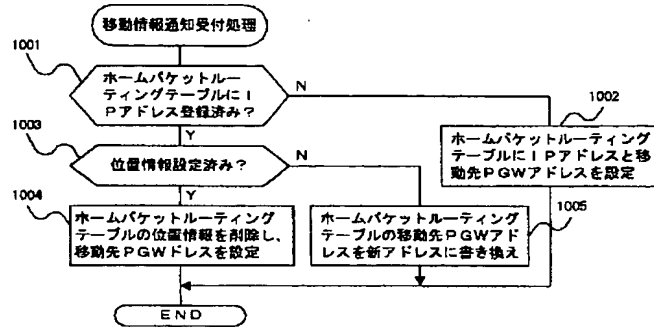 移動情報通知受付処理
1001
ホームパケットルー
ティングテーブルにI
Pアドレス登録済み？
N
Y
1002
ホームパケットルーティング
テーブルにIPアドレスと移
動先PGWアドレスを設定
1003
位置情報設定済み？
N
Y
1004
ホームパケットルーティング
テーブルの位置情報を削除し、
移動先PGWドレスを設定
1005
ホームパケットルーティング
テーブルの移動先PGWアド
レスを新アドレスに書き換え
END